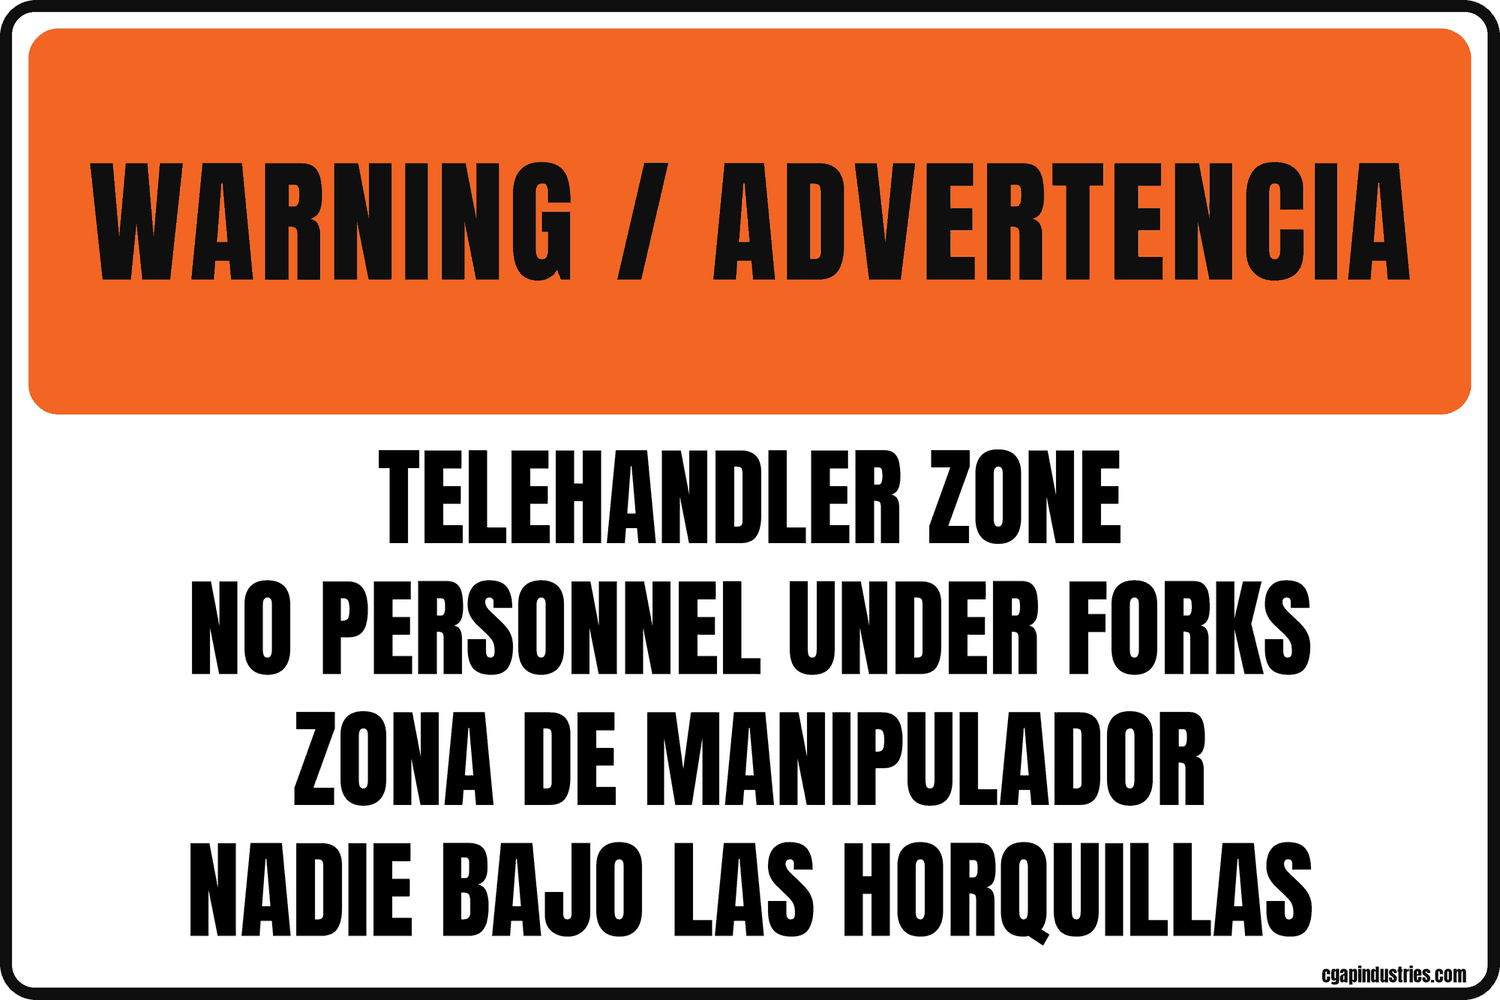 WARNING / ADVERTENCIA
TELEHANDLER ZONE
NO PERSONNEL UNDER FORKS
ZONA DE MANIPULADOR
NADIE BAJO LAS HORQUILLAS
cgapindustries.com